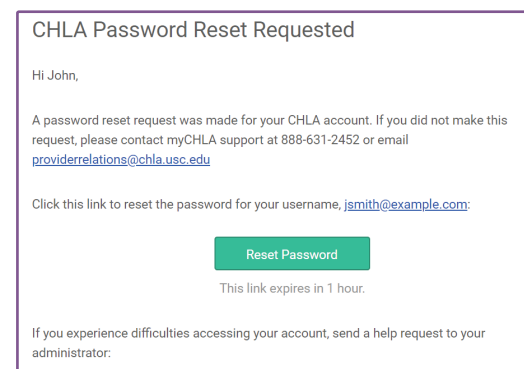 CHLA Password Reset Requested
Hi John,
A password reset request was made for your CHLA account. If you did not make this
request, please contact myCHLA support at 888-631-2452 or email
providerrelations@chla.usc.edu
Click this link to reset the password for your username, jsmith@example.com:
Reset Password
This link expires in 1 hour.
If you experience difficulties accessing your account, send a help request to your
administrator: